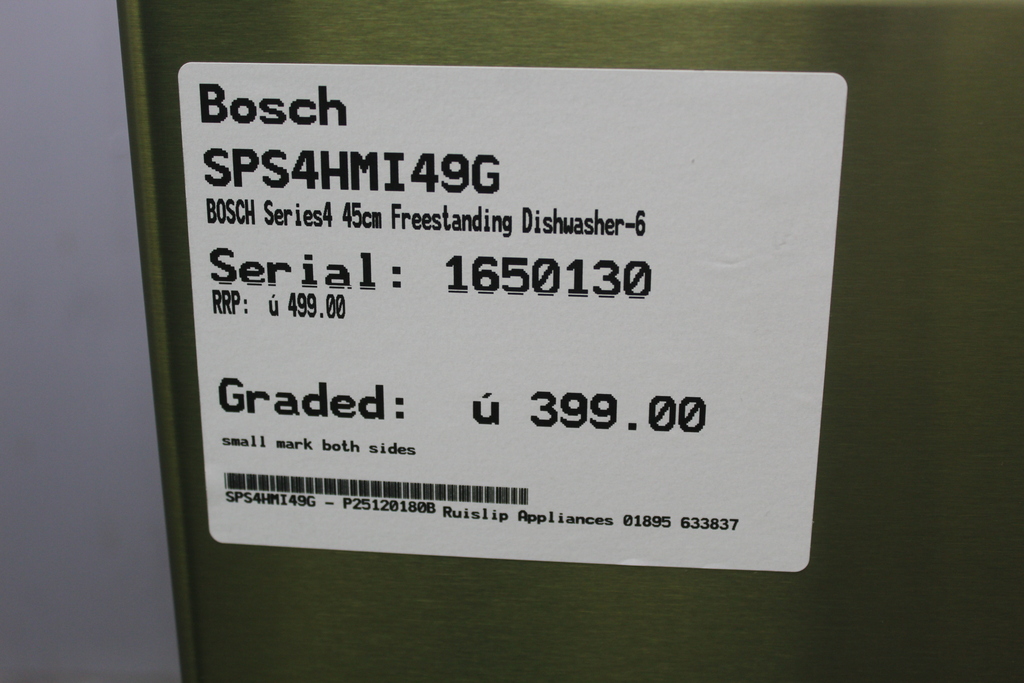 Bosch
SPS4HMI49G
BOSCH Series4 45cm Freestanding Dishwasher-6
Serial: 1650130
RRP: ú 499.00
Graded: ú 399.00
small mark both sides
SPS4HMI49G - P25120180B Ruislip Appliances 01895 633837